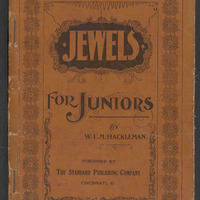 JEWELS
FOR JUNIORS
BY
W. E. M. HACKLEMAN.
PUBLISHED BY
THE STANDARD PUBLISHING COMPANY
CINCINNATI, O.